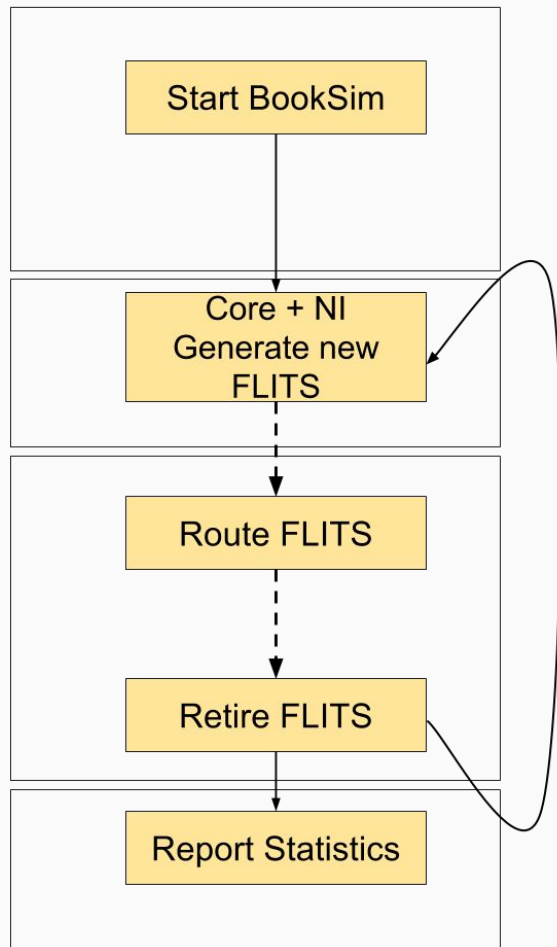 Start BookSim
Core + NI
Generate new
FLITS
Route FLITS
Retire FLITS
Report Statistics